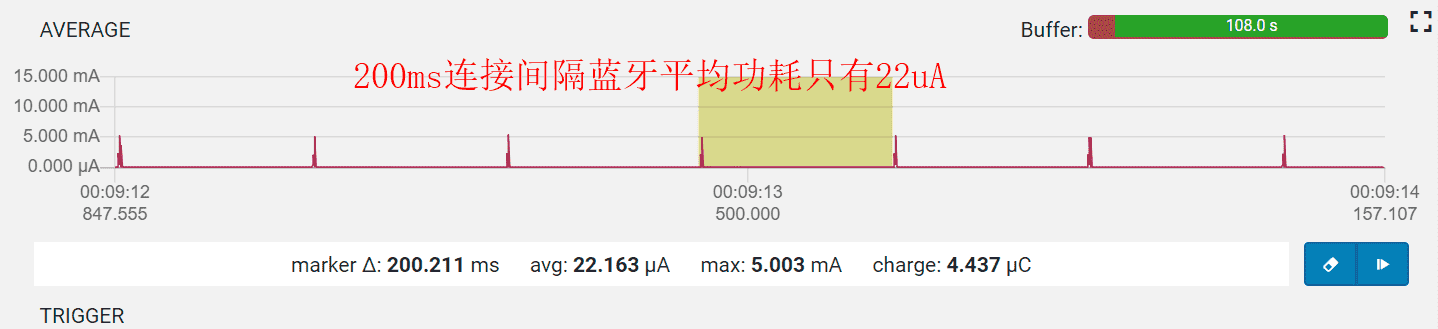 AVERAGE
Buffer: 108.0 s
200ms连接间隔蓝牙平均功耗只有22uA
15.000 mA
10.000 mA
5.000 mA
0.000 µA
00:09:12 00:09:13 00:09:14
847.555 500.000 157.107
marker Δ: 200.211 ms avg: 22.163 µA max: 5.003 mA charge: 4.437 µC
TRIGGER